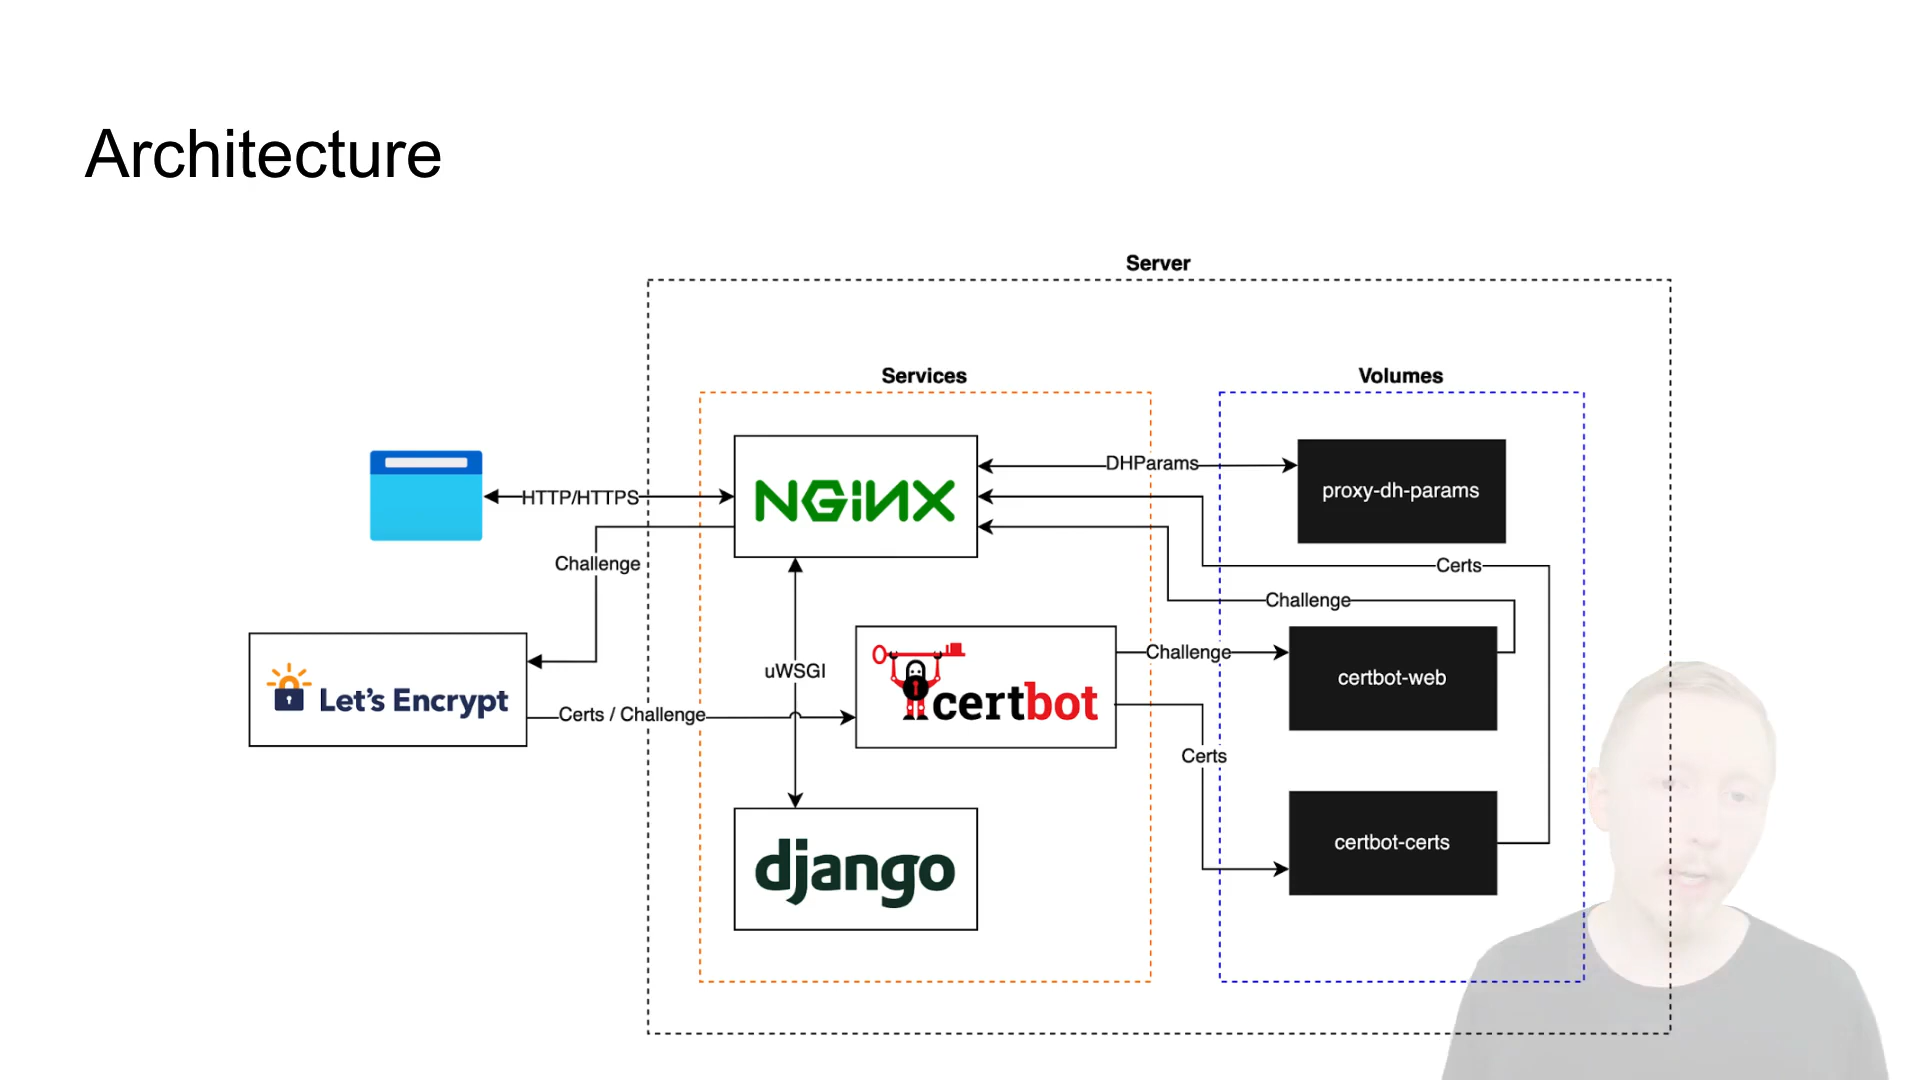 Architecture
Server
Services
Volumes
NGINX
DHParams
proxy-dh-params
HTTP/HTTPS
Challenge
Certs
Challenge
Let's Encrypt
uWSGI
certbot
Challenge
certbot-web
Certs / Challenge
Certs
django
certbot-certs